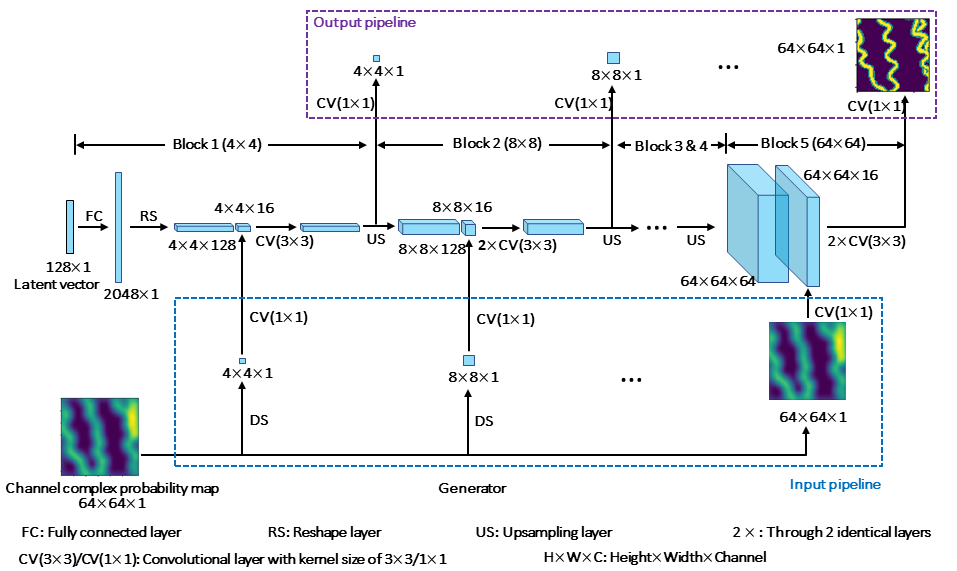 Output pipeline
64×64×1
4×4×1
8×8×1
...
CV(1×1)
CV(1×1)
CV(1×1)
Block 1 (4×4)
Block 2 (8×8)
Block 3 & 4
Block 5 (64×64)
64×64×16
FC
RS
4×4×16
8×8×16
4×4×128
CV(3×3)
US
8×8×128
2×CV(3×3)
US
...
US
2×CV(3×3)
128×1
Latent vector
2048×1
64×64×64
CV(1×1)
CV(1×1)
CV(1×1)
4×4×1
8×8×1
...
64×64×1
DS
DS
Channel complex probability map
64×64×1
Generator
Input pipeline
FC: Fully connected layer
RS: Reshape layer
US: Upsampling layer
2 × : Through 2 identical layers
CV(3×3)/CV(1×1): Convolutional layer with kernel size of 3×3/1×1
H×W×C: Height×Width×Channel